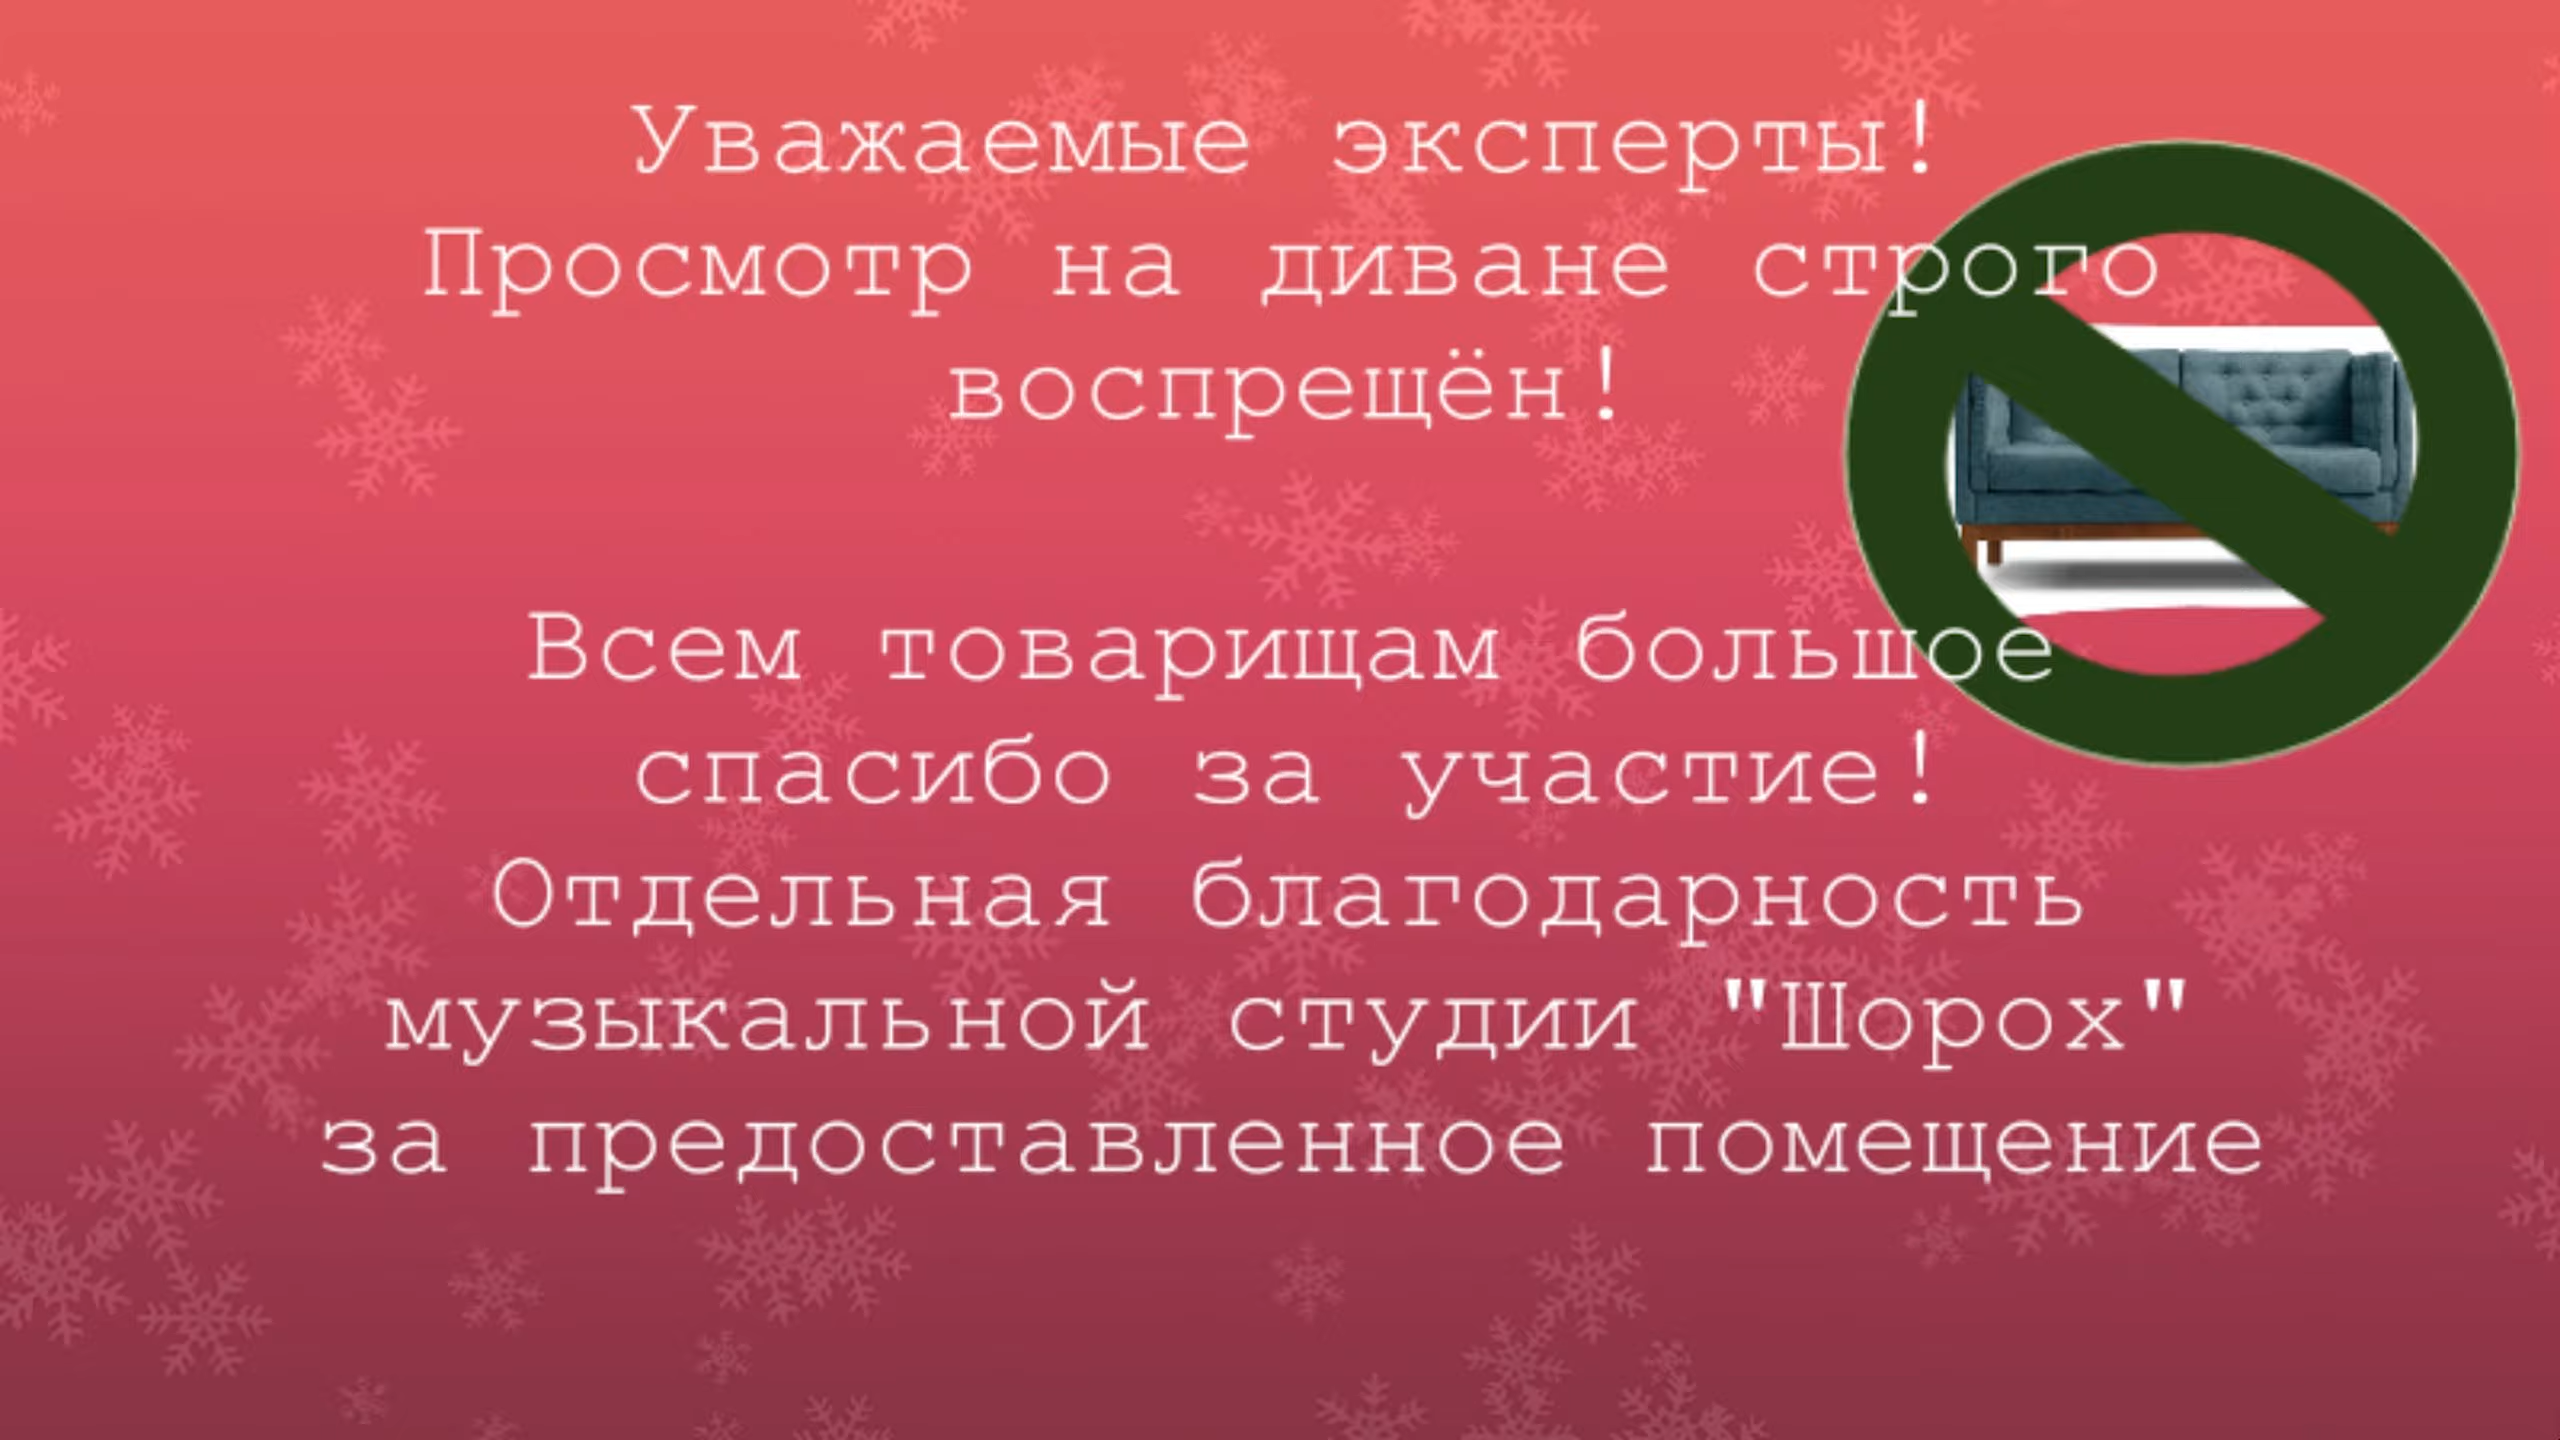 Уважаемые эксперты!
Просмотр на диване строго
воспрещён!
Всем товарищам большое
спасибо за участие!
Отдельная благодарность
музыкальной студии "Шорох"
за предоставленное помещение